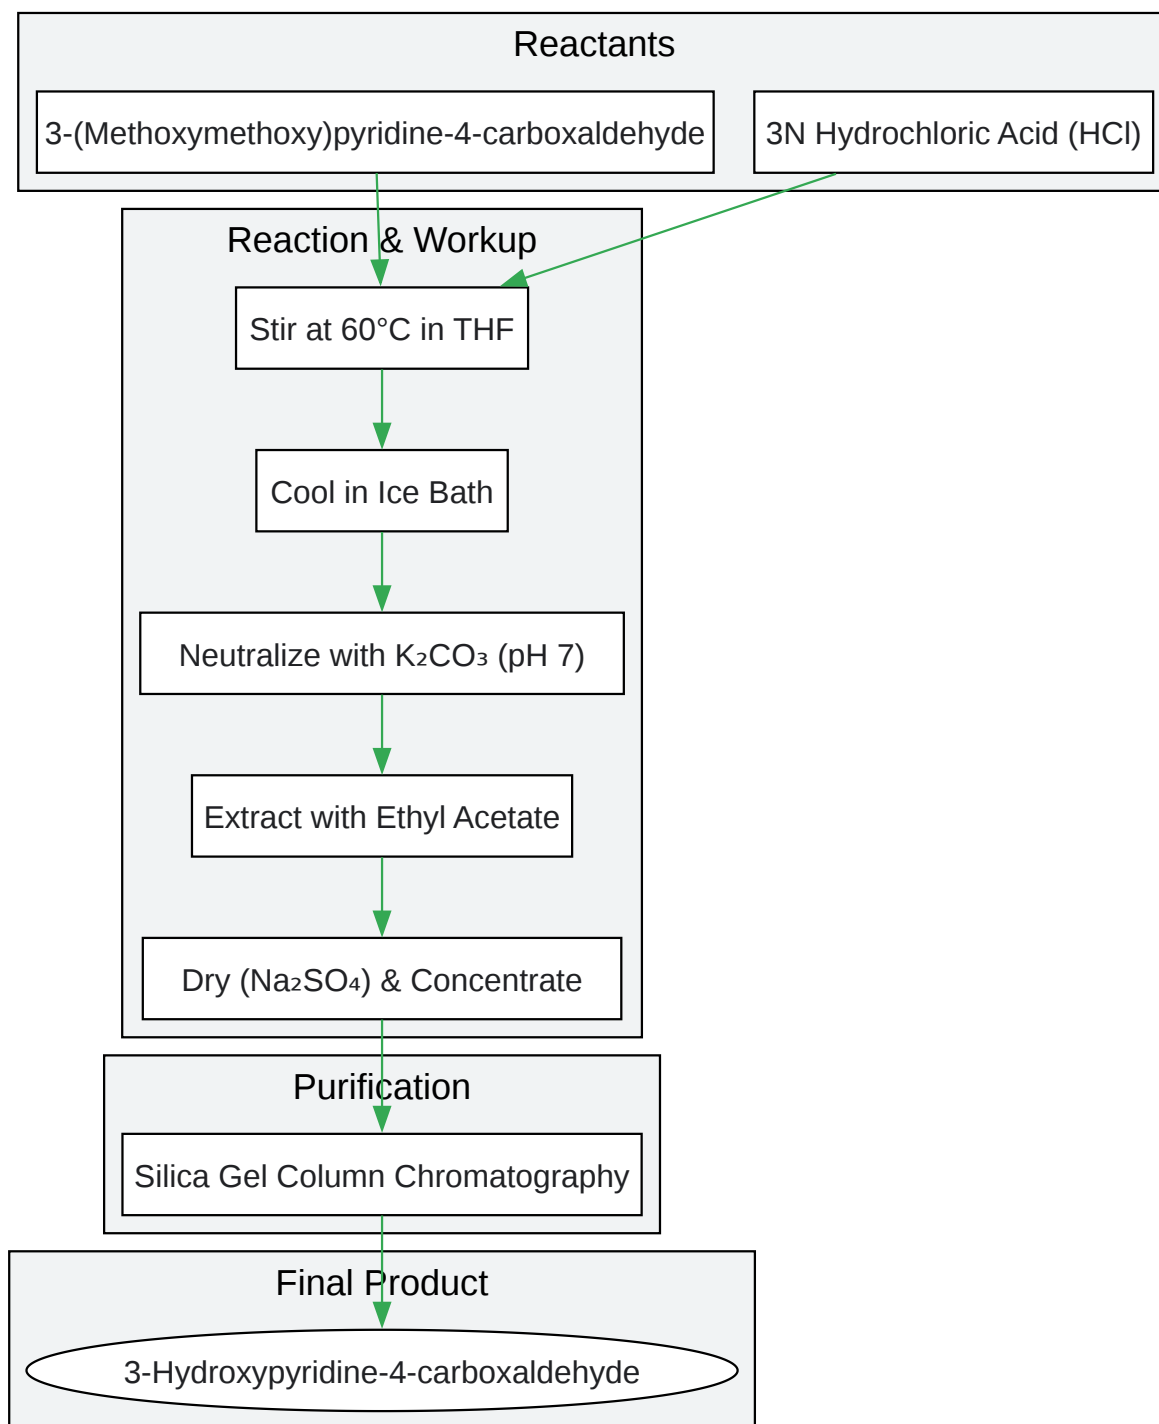 Reactants
3-(Methoxymethoxy)pyridine-4-carboxaldehyde
3N Hydrochloric Acid (HCl)
Reaction & Workup
Stir at 60°C in THF
Cool in Ice Bath
Neutralize with K₂CO₃ (pH 7)
Extract with Ethyl Acetate
Dry (Na₂SO₄) & Concentrate
Purification
Silica Gel Column Chromatography
Final Product
3-Hydroxypyridine-4-carboxaldehyde